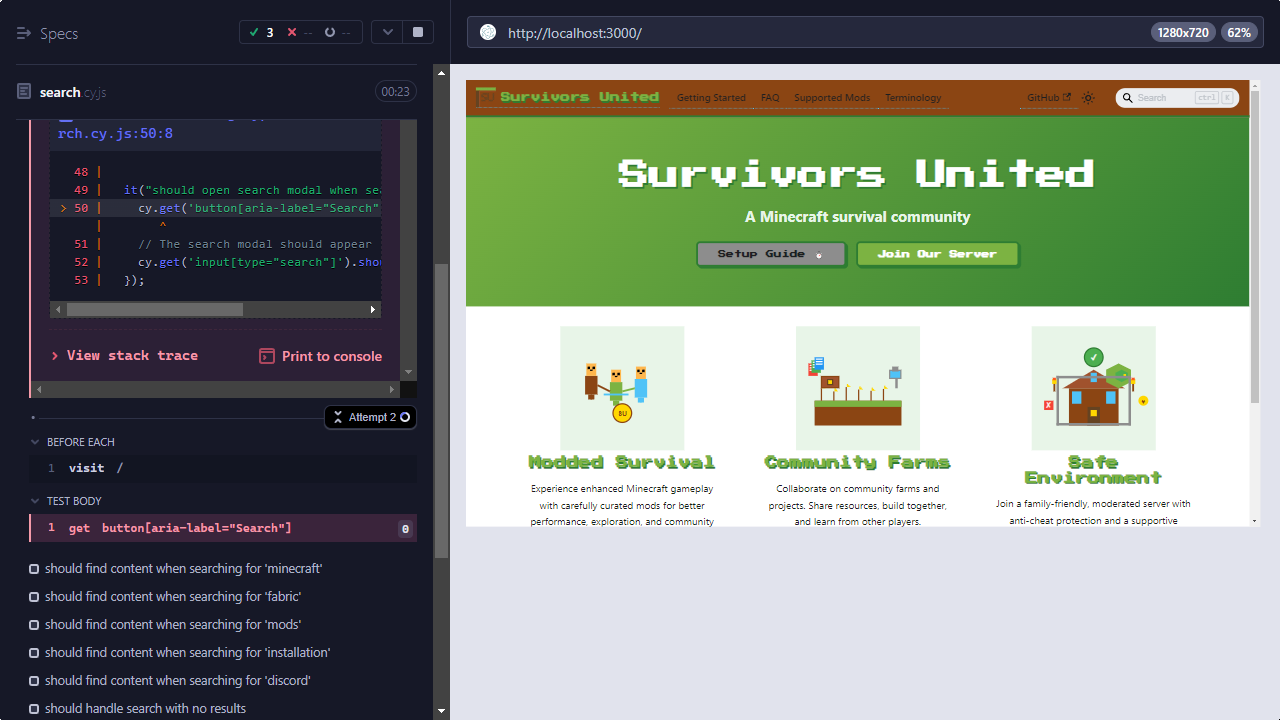 Specs
3
--
--
search.cy.js
00:23
rch.cy.js:50:8
48 |
49 | it("should open search modal when sea
> 50 | cy.get('button[aria-label="Search"
| ^
51 | // The search modal should appear
52 | cy.get('input[type="search"]').shou
53 | });
View stack trace
Print to console
Attempt 2
BEFORE EACH
1 visit /
TEST BODY
1 get button[aria-label="Search"] 0
should find content when searching for 'minecraft'
should find content when searching for 'fabric'
should find content when searching for 'mods'
should find content when searching for 'installation'
should find content when searching for 'discord'
should handle search with no results
http://localhost:3000/
1280x720
62%
Survivors United
Getting Started
FAQ
Supported Mods
Terminology
GitHub
Search
ctrl
K
Survivors United
A Minecraft survival community
Setup Guide
Join Our Server
Modded Survival
Experience enhanced Minecraft gameplay
with carefully curated mods for better
performance, exploration, and community
Community Farms
Collaborate on community farms and
projects. Share resources, build together,
and learn from other players.
Safe
Environment
Join a family-friendly, moderated server with
anti-cheat protection and a supportive